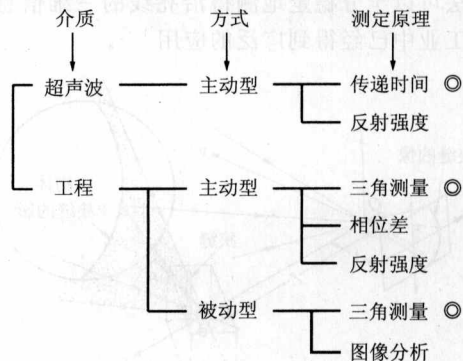 介质 方式 测定原理
超声波 主动型 传递时间 ◎
反射强度
工程 主动型 三角测量 ◎
相位差
反射强度
被动型 三角测量 ◎
图像分析